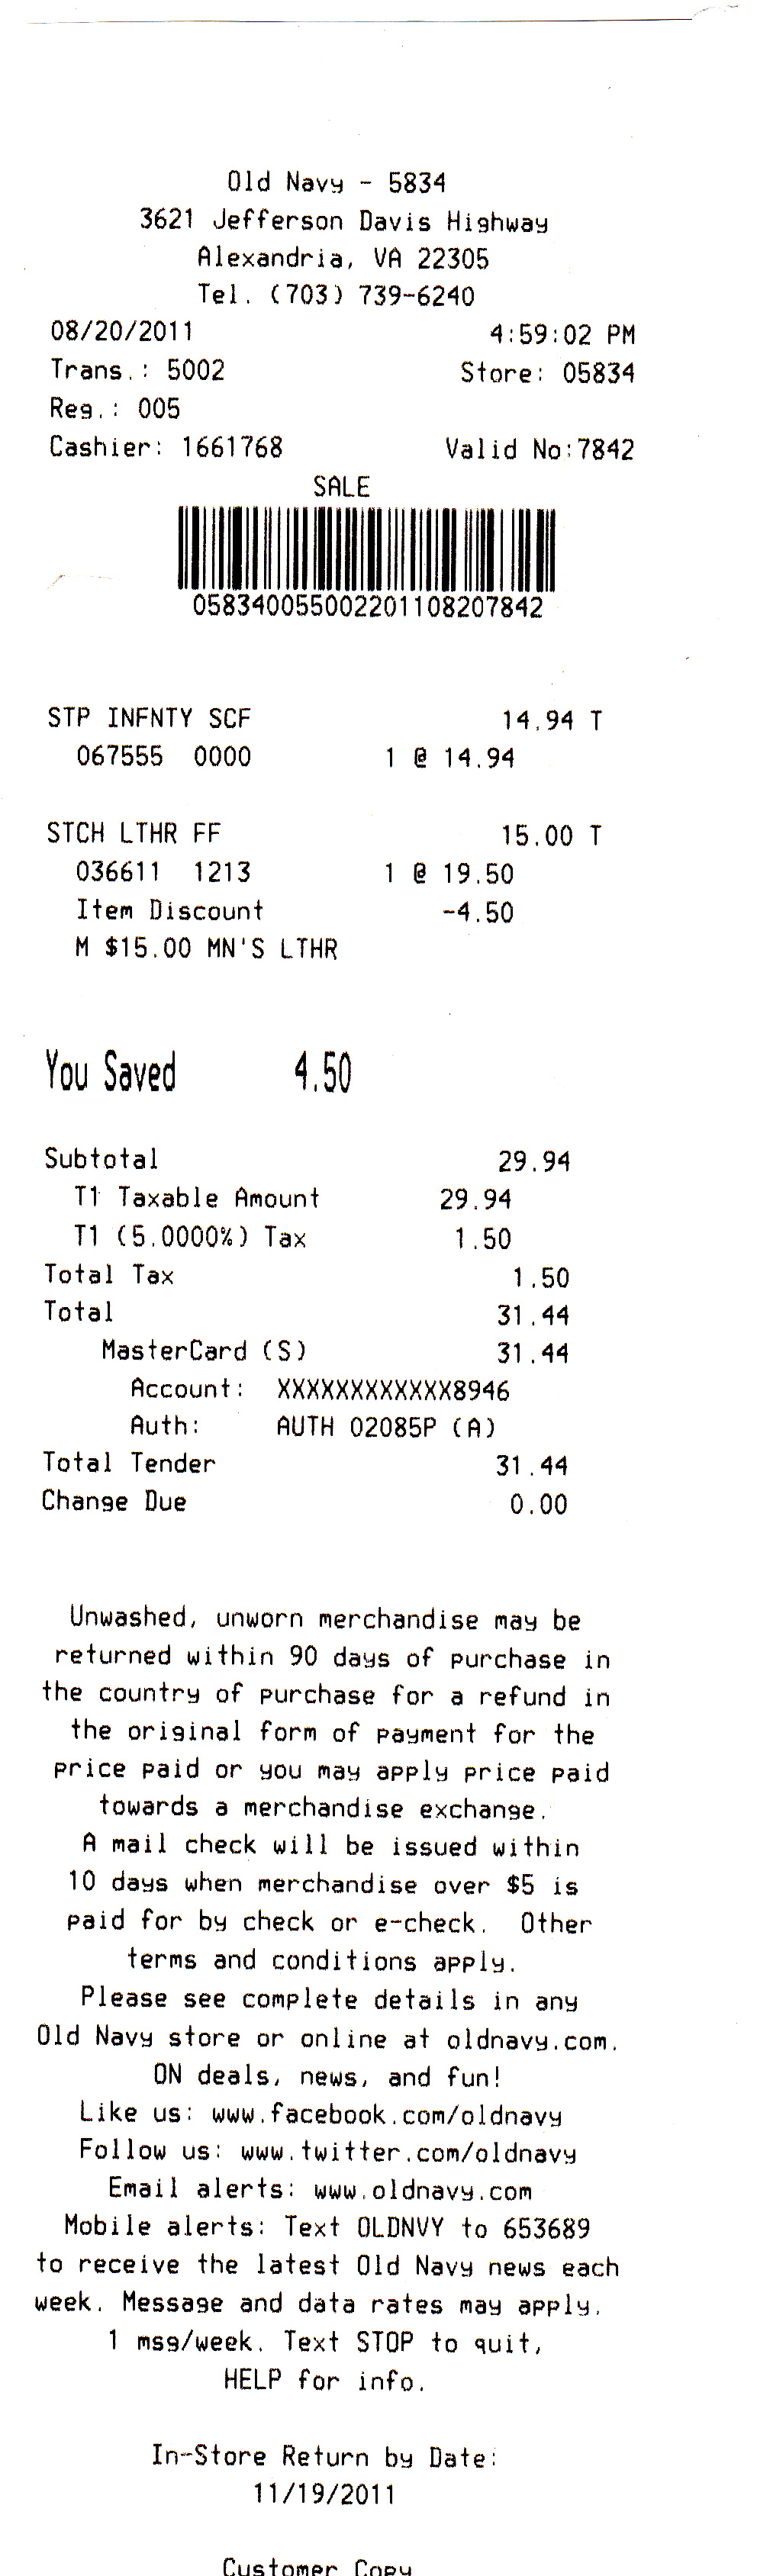 Old Navy - 5834
3621 Jefferson Davis Highway
Alexandria, VA 22305
Tel. (703) 739-6240
08/20/2011 4:59:02 PM
Trans.: 5002 Store: 05834
Reg.: 005
Cashier: 1661768 Valid No:7842
SALE
058340055002201108207842
STP INFNTY SCF 14.94 T
067555 0000 1 @ 14.94
STCH LTHR FF 15.00 T
036611 1213 1 @ 19.50
Item Discount -4.50
M $15.00 MN'S LTHR
You Saved 4.50
Subtotal 29.94
T1 Taxable Amount 29.94
T1 (5.0000%) Tax 1.50
Total Tax 1.50
Total 31.44
MasterCard (S) 31.44
Account: XXXXXXXXXXXX8946
Auth: AUTH 02085P (A)
Total Tender 31.44
Change Due 0.00
Unwashed, unworn merchandise may be
returned within 90 days of purchase in
the country of purchase for a refund in
the original form of payment for the
price paid or you may apply price paid
towards a merchandise exchange.
A mail check will be issued within
10 days when merchandise over $5 is
paid for by check or e-check. Other
terms and conditions apply.
Please see complete details in any
Old Navy store or online at oldnavy.com.
ON deals, news, and fun!
Like us: www.facebook.com/oldnavy
Follow us: www.twitter.com/oldnavy
Email alerts: www.oldnavy.com
Mobile alerts: Text OLDNVY to 653689
to receive the latest Old Navy news each
week. Message and data rates may apply.
1 msg/week. Text STOP to quit,
HELP for info.
In-Store Return by Date:
11/19/2011
Customer Copy